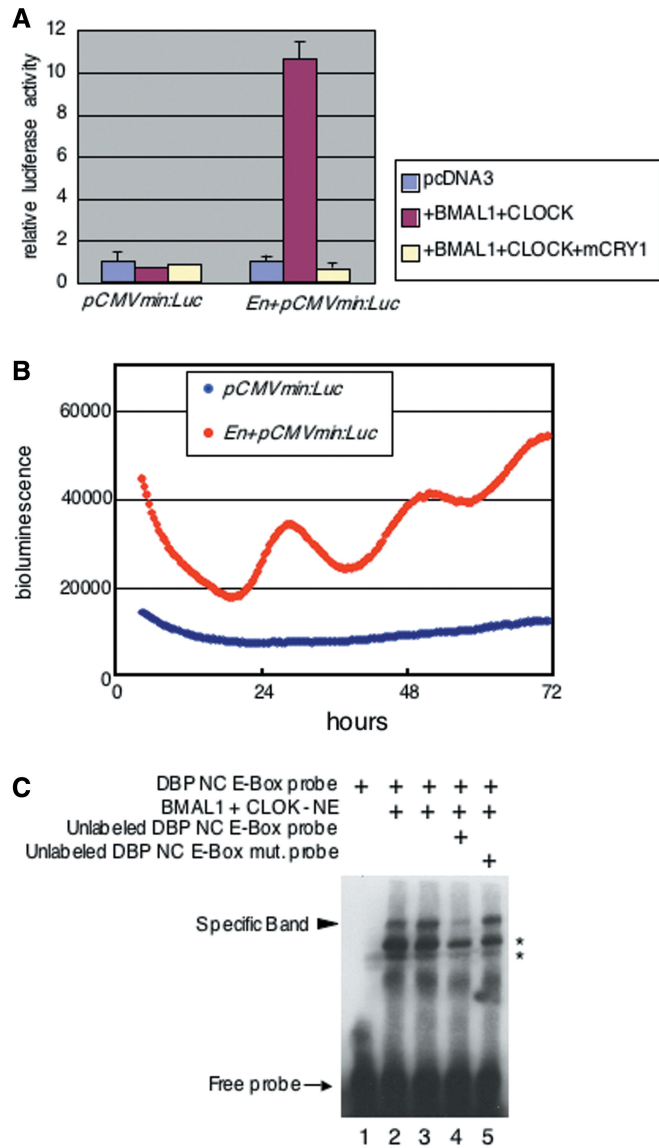 A
12
10
8
6
4
2
0
relative luciferase activity
pCMVmin:Luc
En+pCMVmin:Luc
pcDNA3
+BMAL1+CLOCK
+BMAL1+CLOCK+mCRY1
B
pCMVmin:Luc
En+pCMVmin:Luc
60000
40000
20000
0
bioluminescence
0
24
48
72
hours
C
DBP NC E-Box probe + + + + +
BMAL1 + CLOK - NE + + + +
Unlabeled DBP NC E-Box probe +
Unlabeled DBP NC E-Box mut. probe +
Specific Band
*
*
Free probe
1 2 3 4 5